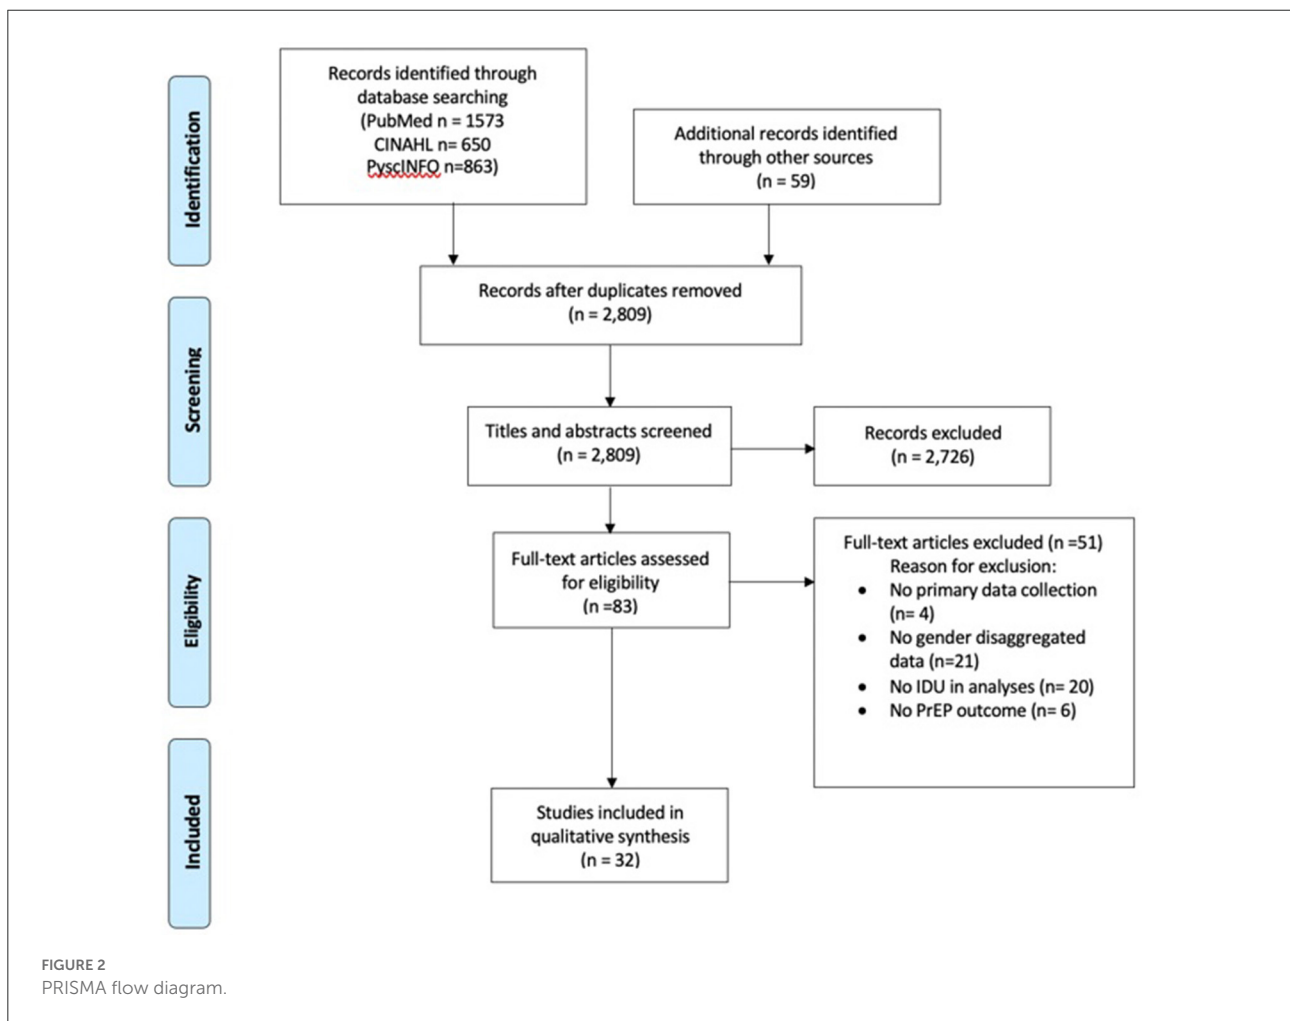 Identification
Records identified through
database searching
(PubMed n = 1573
CINAHL n= 650
PyscINFO n=863)
Additional records identified
through other sources
(n = 59)
Records after duplicates removed
(n = 2,809)
Screening
Titles and abstracts screened
(n = 2,809)
Records excluded
(n = 2,726)
Eligibility
Full-text articles assessed
for eligibility
(n =83)
Full-text articles excluded (n =51)
Reason for exclusion:
• No primary data collection
(n= 4)
• No gender disaggregated
data (n=21)
• No IDU in analyses (n= 20)
• No PrEP outcome (n= 6)
Included
Studies included in
qualitative synthesis
(n = 32)
FIGURE 2
PRISMA flow diagram.